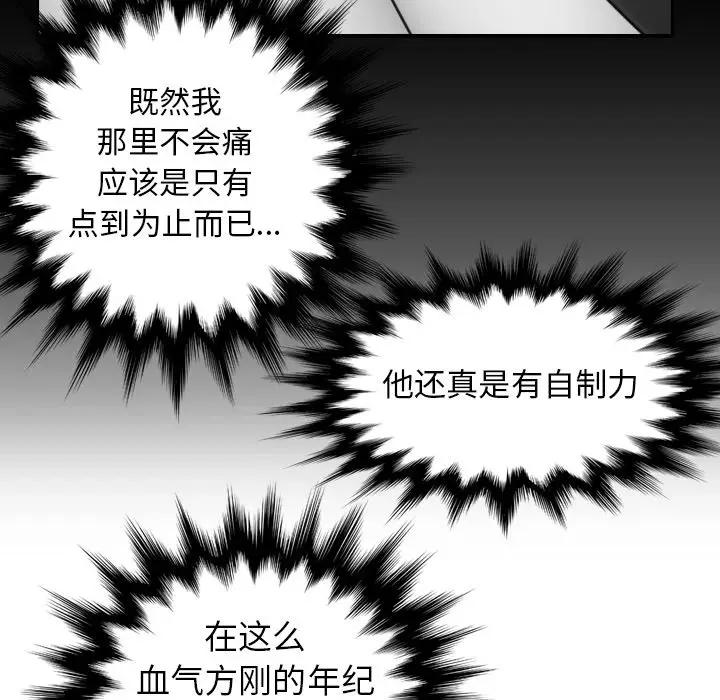 既然我
那里不会痛
应该是只有
点到为止而已...
他还真是有自制力
在这么
血气方刚的年纪